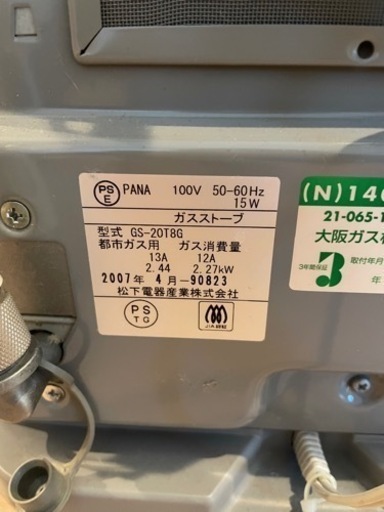 PS E PANA 100V 50-60Hz
15W
ガスストーブ
型式 GS-20T8G
都市ガス用 ガス消費量
13A 12A
2.44 2.27kW
2007年 4月-90823
松下電器産業株式会社
PS TG
JIA
(N)14
21-065-1
大阪ガス
3年保証
取付年月
年